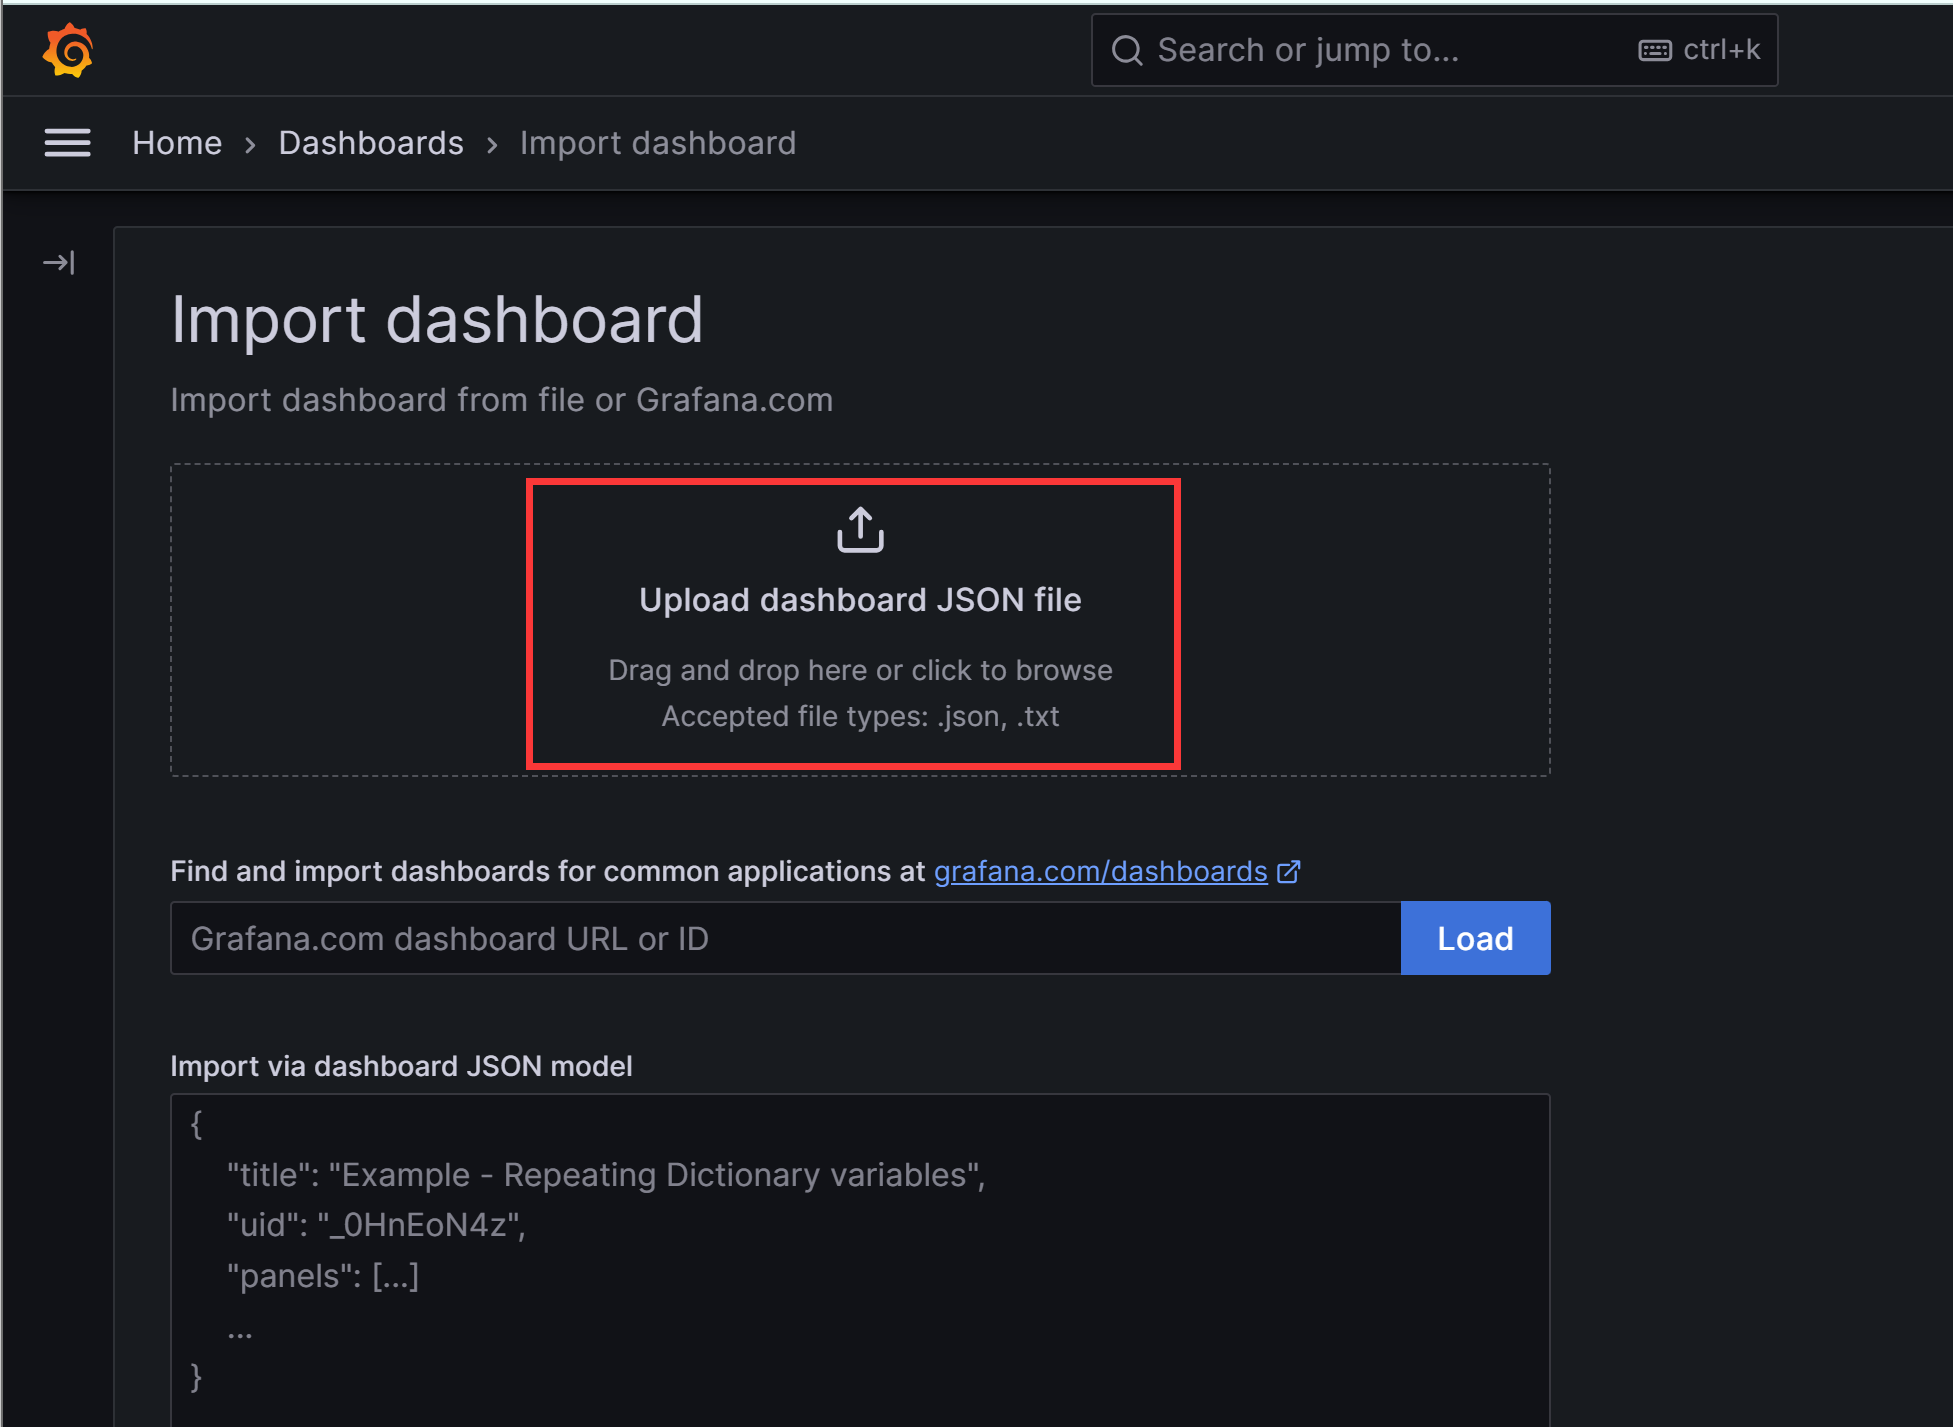 Search or jump to...
ctrl+k
Home › Dashboards › Import dashboard
Import dashboard
Import dashboard from file or Grafana.com
Upload dashboard JSON file
Drag and drop here or click to browse
Accepted file types: .json, .txt
Find and import dashboards for common applications at grafana.com/dashboards
Grafana.com dashboard URL or ID
Load
Import via dashboard JSON model
{
"title": "Example - Repeating Dictionary variables",
"uid": "_0HnEoN4z",
"panels": [...]
...
}